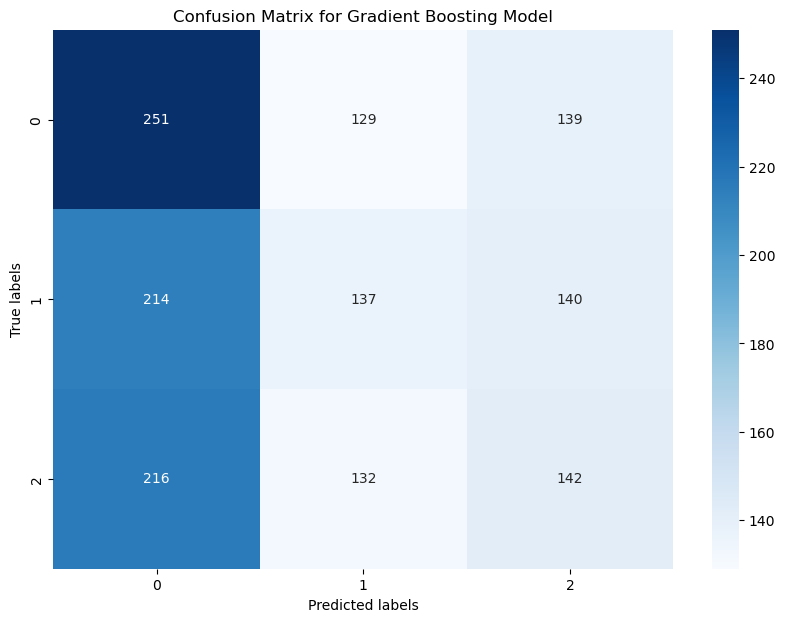 Confusion Matrix for Gradient Boosting Model
True labels
0
251 129 139
1
214 137 140
2
216 132 142
0 1 2
Predicted labels
240
220
200
180
160
140